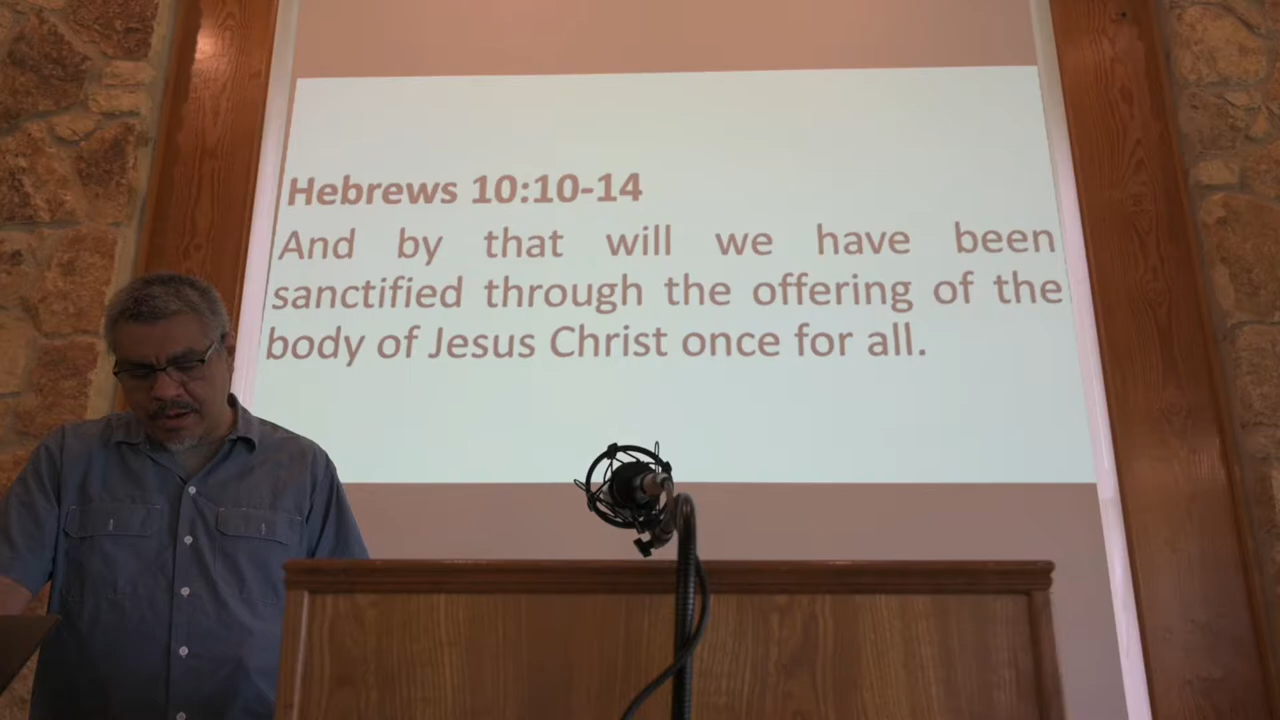 Hebrews 10:10-14
And by that will we have been
sanctified through the offering of the
body of Jesus Christ once for all.